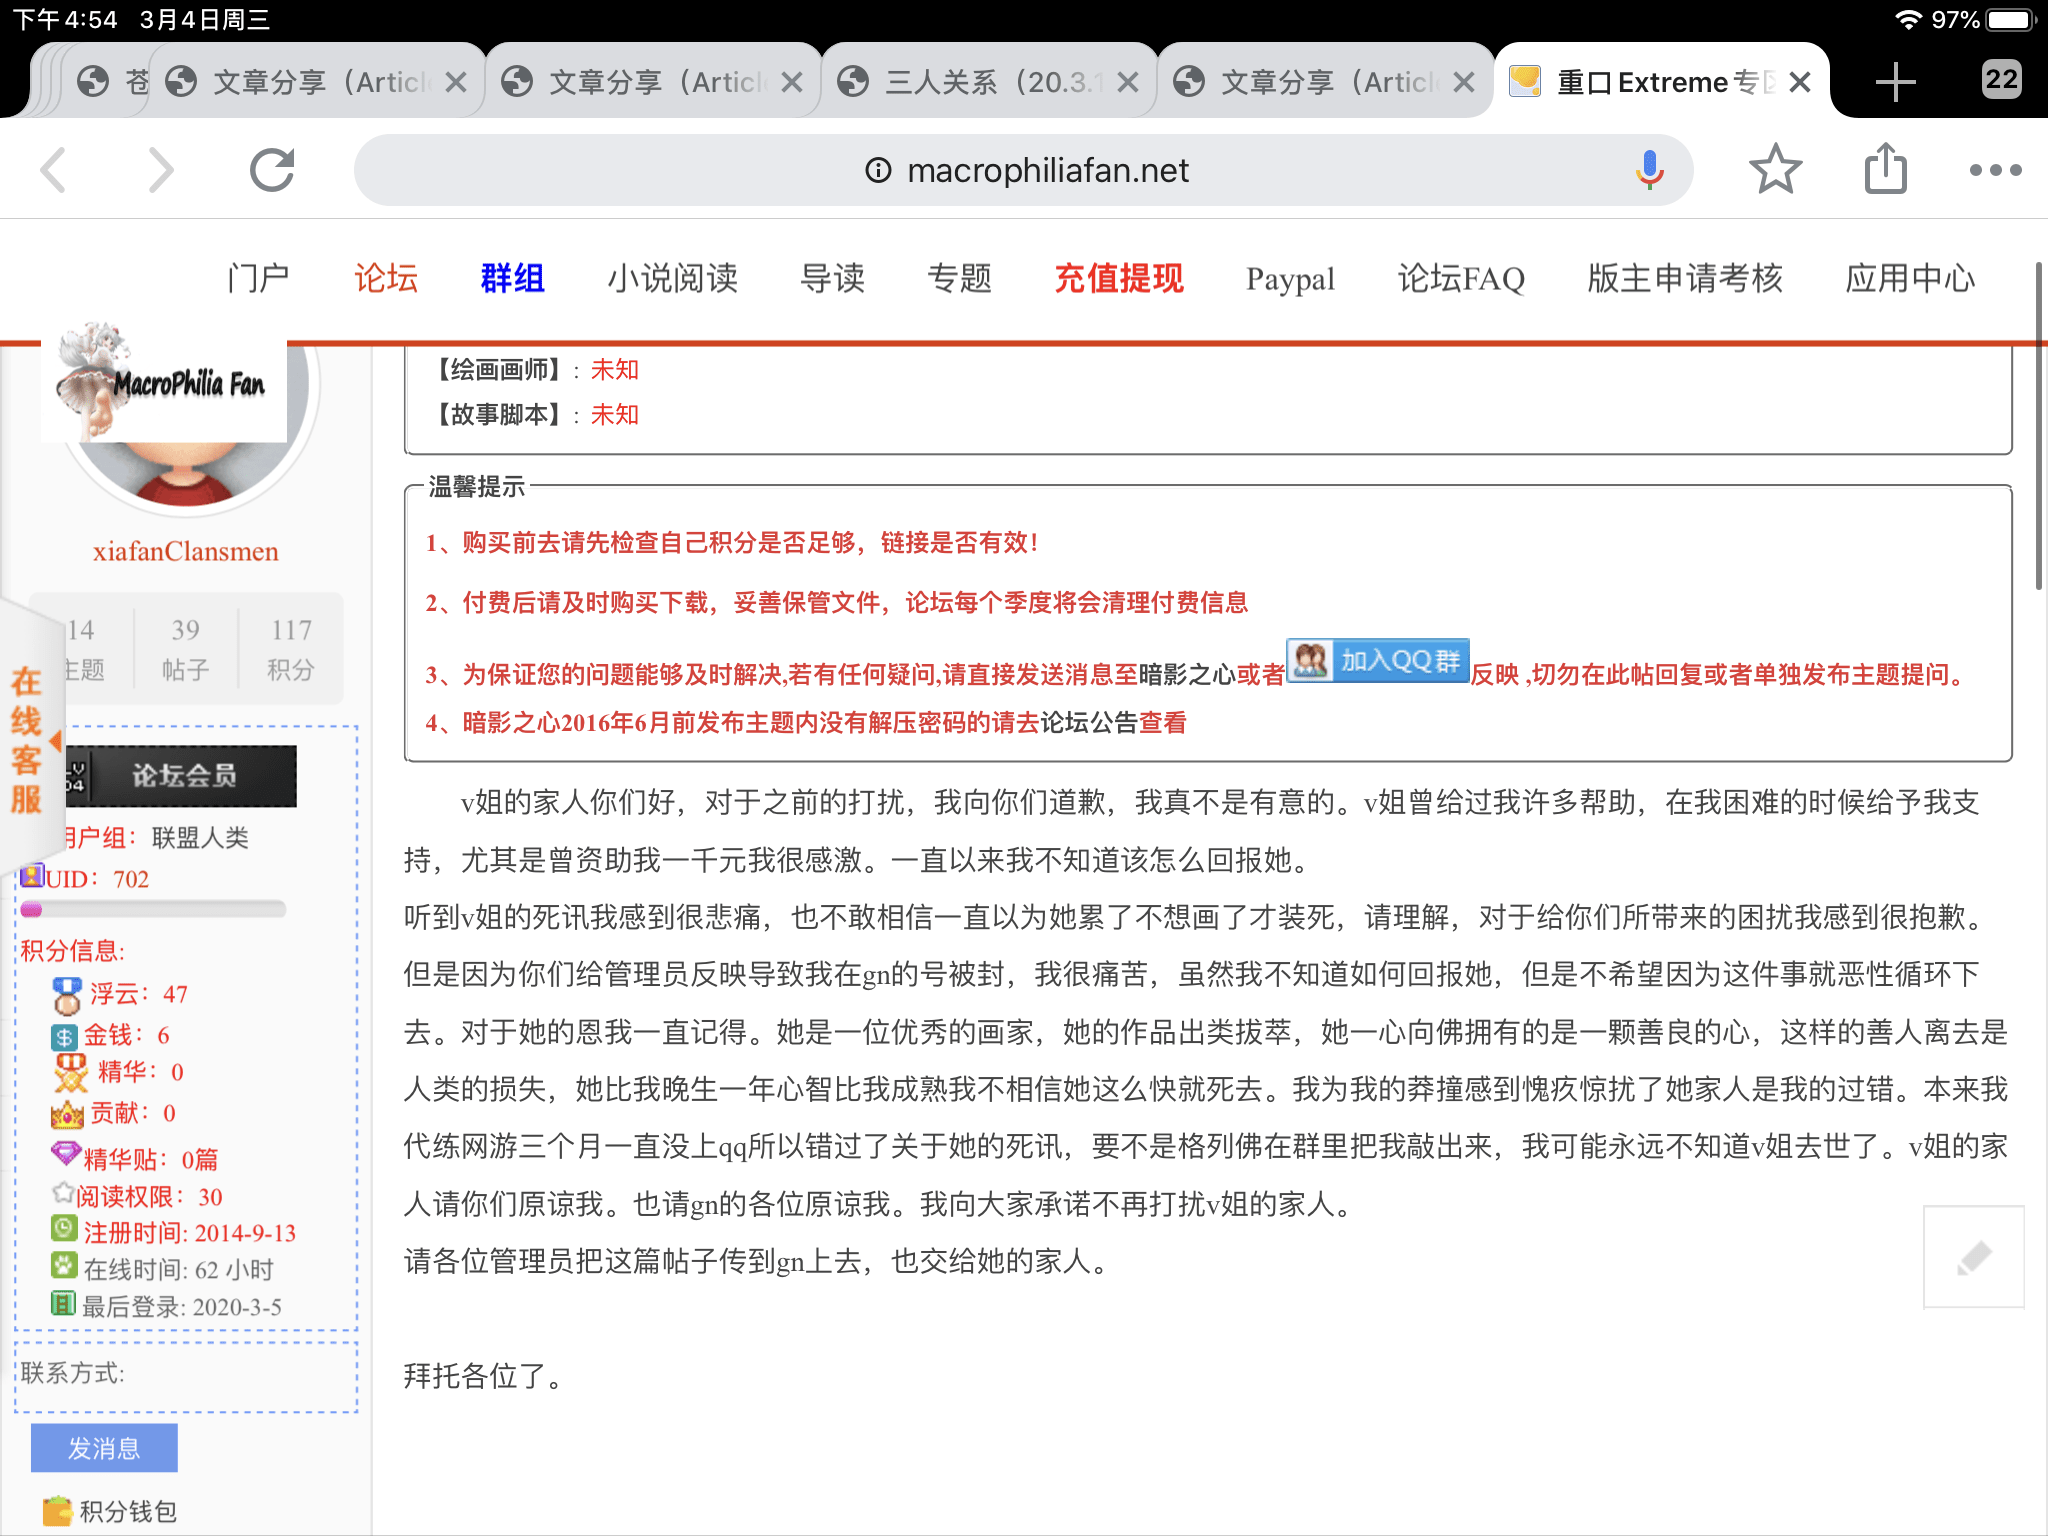 下午4:54 3月4日周三
97%
苍
文章分享（Articl
文章分享（Articl
三人关系（20.3.1
文章分享（Articl
重口Extreme专区
22
macrophiliafan.net
门户 论坛 群组 小说阅读 导读 专题 充值提现 Paypal 论坛FAQ 版主申请考核 应用中心
MacroPhilia Fan
xiafanClansmen
14 39 117
主题 帖子 积分
在线客服
论坛会员
用户组：联盟人类
UID：702
积分信息:
浮云：47
金钱：6
精华：0
贡献：0
精华贴：0篇
阅读权限：30
注册时间: 2014-9-13
在线时间: 62 小时
最后登录: 2020-3-5
联系方式:
发消息
积分钱包
【绘画画师】：未知
【故事脚本】：未知
温馨提示
1、购买前去请先检查自己积分是否足够，链接是否有效！
2、付费后请及时购买下载，妥善保管文件，论坛每个季度将会清理付费信息
3、为保证您的问题能够及时解决,若有任何疑问,请直接发送消息至暗影之心或者加入QQ群反映 ,切勿在此帖回复或者单独发布主题提问。
4、暗影之心2016年6月前发布主题内没有解压密码的请去论坛公告查看
v姐的家人你们好，对于之前的打扰，我向你们道歉，我真不是有意的。v姐曾给过我许多帮助，在我困难的时候给予我支
持，尤其是曾资助我一千元我很感激。一直以来我不知道该怎么回报她。
听到v姐的死讯我感到很悲痛，也不敢相信一直以为她累了不想画了才装死，请理解，对于给你们所带来的困扰我感到很抱歉。
但是因为你们给管理员反映导致我在gn的号被封，我很痛苦，虽然我不知道如何回报她，但是不希望因为这件事就恶性循环下
去。对于她的恩我一直记得。她是一位优秀的画家，她的作品出类拔萃，她一心向佛拥有的是一颗善良的心，这样的善人离去是
人类的损失，她比我晚生一年心智比我成熟我不相信她这么快就死去。我为我的莽撞感到愧疚惊扰了她家人是我的过错。本来我
代练网游三个月一直没上qq所以错过了关于她的死讯，要不是格列佛在群里把我敲出来，我可能永远不知道v姐去世了。v姐的家
人请你们原谅我。也请gn的各位原谅我。我向大家承诺不再打扰v姐的家人。
请各位管理员把这篇帖子传到gn上去，也交给她的家人。
拜托各位了。